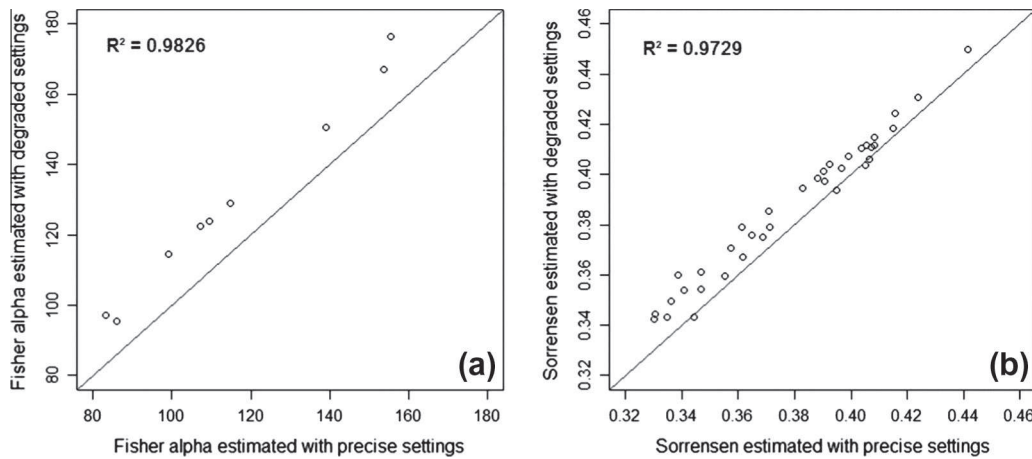 Fisher alpha estimated with degraded settings
180
160
140
120
100
80
R² = 0.9826
(a)
80 100 120 140 160 180
Fisher alpha estimated with precise settings
Sorrensen estimated with degraded settings
0.46
0.44
0.42
0.40
0.38
0.36
0.34
0.32
R² = 0.9729
(b)
0.32 0.34 0.36 0.38 0.40 0.42 0.44 0.46
Sorrensen estimated with precise settings